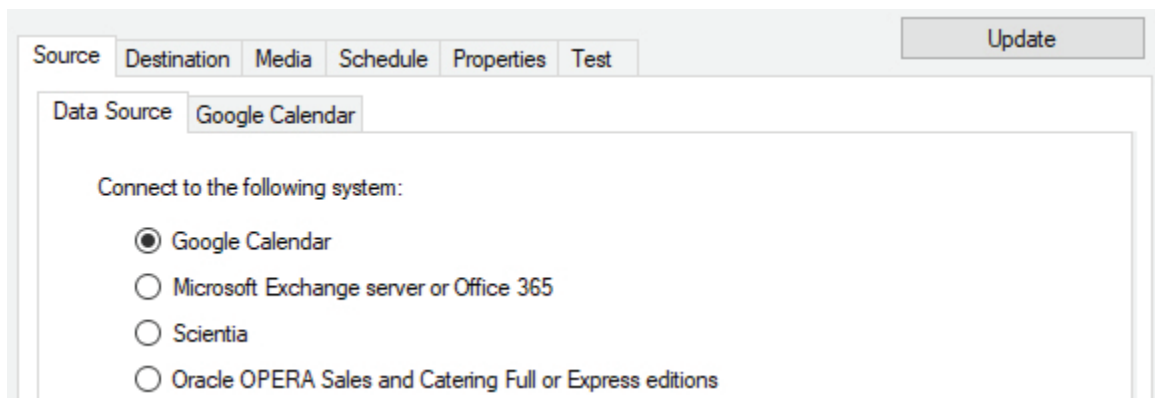 Update
Source Destination Media Schedule Properties Test
Data Source Google Calendar
Connect to the following system:
Google Calendar
Microsoft Exchange server or Office 365
Scientia
Oracle OPERA Sales and Catering Full or Express editions